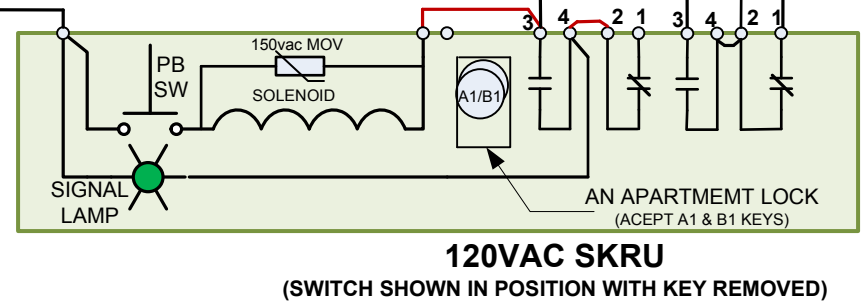 3 4 2 1 3 4 2 1
150vac MOV
PB
SW
SOLENOID
A1/B1
SIGNAL
LAMP
AN APARTMEMT LOCK
(ACEPT A1 & B1 KEYS)
120VAC SKRU
(SWITCH SHOWN IN POSITION WITH KEY REMOVED)